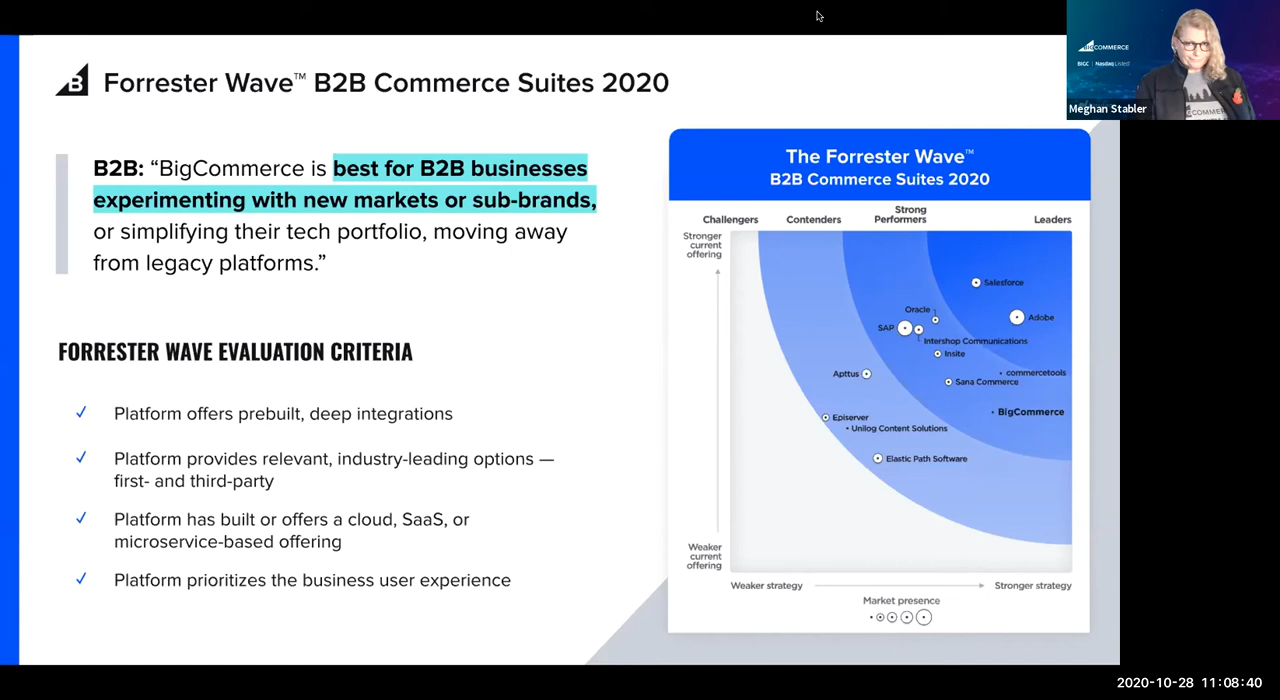 Forrester Wave™ B2B Commerce Suites 2020
BIGCOMMERCE
BIGC | Nasdaq Listed
Meghan Stabler
B2B: “BigCommerce is best for B2B businesses
experimenting with new markets or sub-brands,
or simplifying their tech portfolio, moving away
from legacy platforms.”
FORRESTER WAVE EVALUATION CRITERIA
✓ Platform offers prebuilt, deep integrations
✓ Platform provides relevant, industry-leading options —
first- and third-party
✓ Platform has built or offers a cloud, SaaS, or
microservice-based offering
✓ Platform prioritizes the business user experience
The Forrester Wave™
B2B Commerce Suites 2020
Challengers
Contenders
Strong
Performers
Leaders
Stronger
current
offering
Salesforce
Oracle
Adobe
SAP
Intershop Communications
Insite
commercetools
Apttus
Sana Commerce
BigCommerce
Episerver
Unilog Content Solutions
Elastic Path Software
Weaker
current
offering
Weaker strategy
Stronger strategy
Market presence
2020-10-28 11:08:40